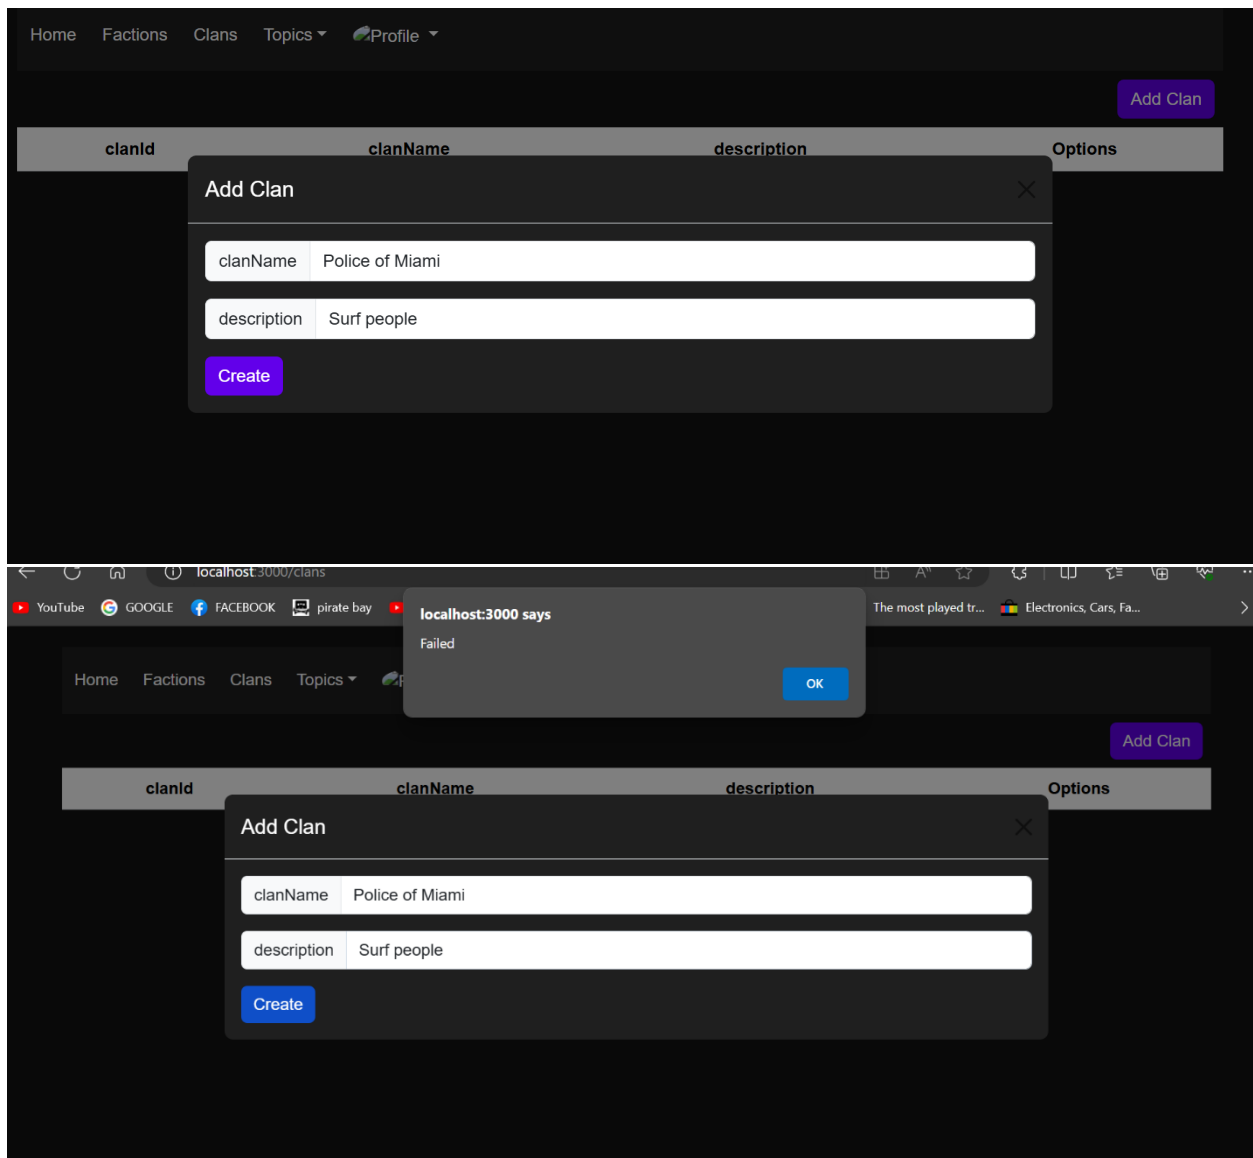 Home Factions Clans Topics Profile
Add Clan
clanId clanName description Options
Add Clan
clanName Police of Miami
description Surf people
Create
localhost:3000/clans
YouTube GOOGLE FACEBOOK pirate bay The most played tr... Electronics, Cars, Fa...
localhost:3000 says
Failed
OK
Home Factions Clans Topics
Add Clan
clanId clanName description Options
Add Clan
clanName Police of Miami
description Surf people
Create